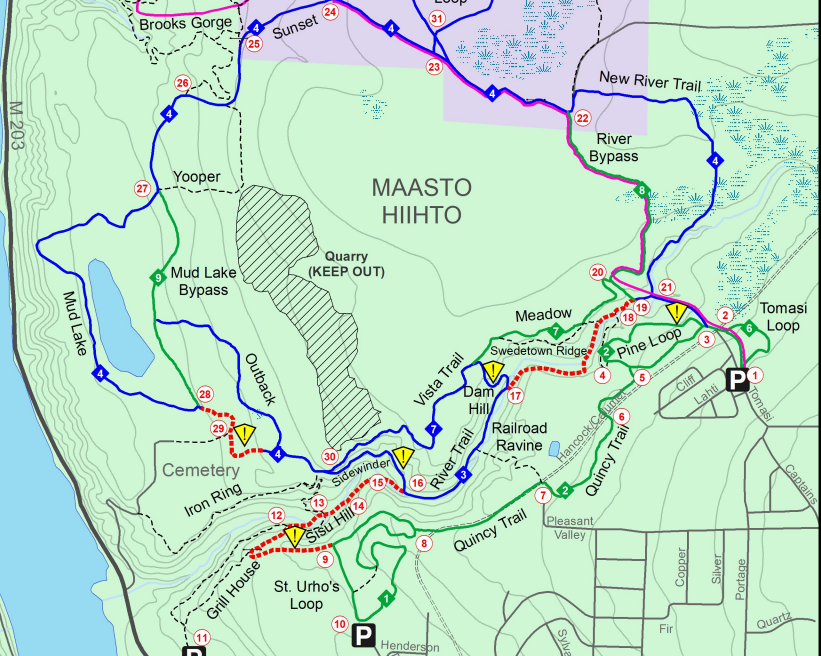 Loop
Brooks Gorge
Sunset
24
31
4
4
25
23
26
4
New River Trail
4
22
M 203
River
Bypass
4
Yooper
27
MAASTO
HIIHTO
8
Quarry
(KEEP OUT)
9
Mud Lake
Bypass
20
21
19
18
2
Tomasi
Loop
6
Meadow
7
Mud Lake
Pine Loop
3
Swedetown Ridge
2
4
Outback
Vista Trail
4
5
1
P
Cliff
Lahti
Tomasi
Dam
Hill
17
28
29
6
7
Railroad
Ravine
Hancock/Calumet
4
30
Sidewinder
River Trail
3
16
15
Quincy Trail
2
7
Cemetery
Iron Ring
13
14
12
Sisu Hill
Captains
Pleasant
Valley
Quincy Trail
8
9
Grill House
St. Urho's
Loop
1
Copper
Silver
Portage
10
P
11
P
Henderson
Sylva
Fir
Quartz